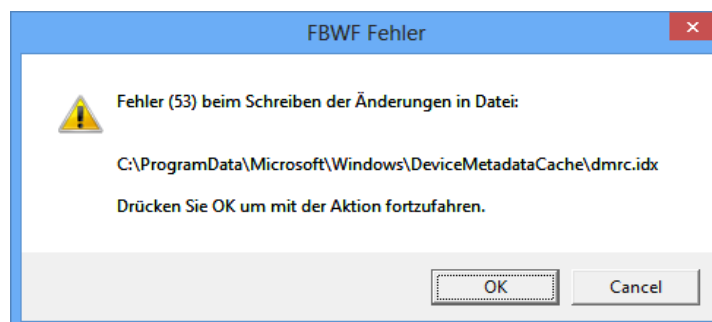 FBWF Fehler
Fehler (53) beim Schreiben der Änderungen in Datei:
C:\ProgramData\Microsoft\Windows\DeviceMetadataCache\dmrc.idx
Drücken Sie OK um mit der Aktion fortzufahren.
OK
Cancel